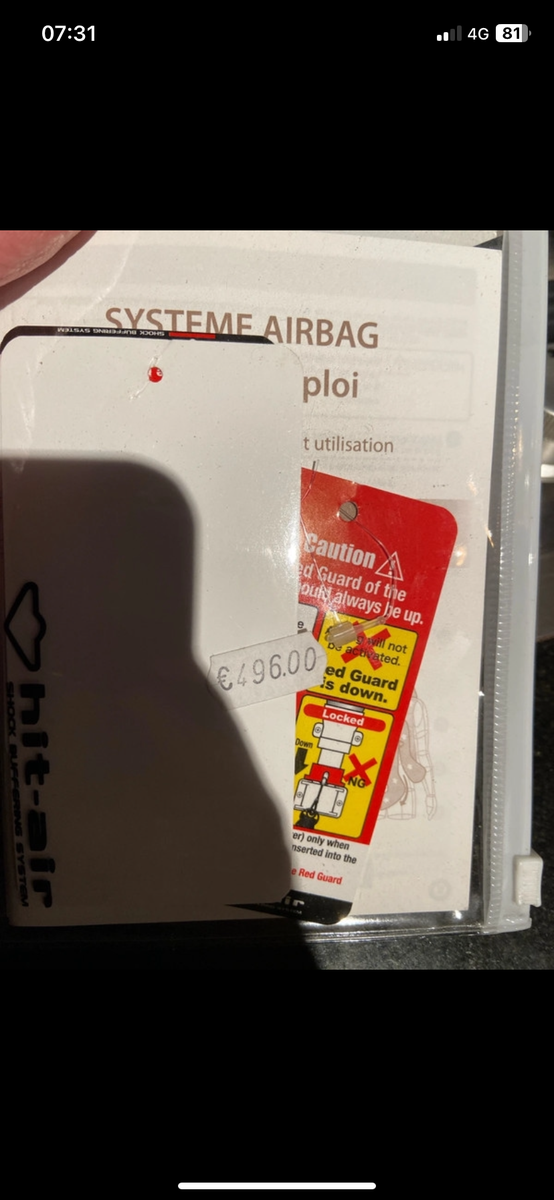 07:31
4G
81
SYSTEME AIRBAG
SHOCK BUFFERING SYSTEM
ploi
t utilisation
Caution
ed Guard of the
ould always be up.
will not
be activated.
ed Guard
is down.
€496.00
Locked
Down
NG
er) only when
nserted into the
e Red Guard
hit-air
SHOCK BUFFERING SYSTEM